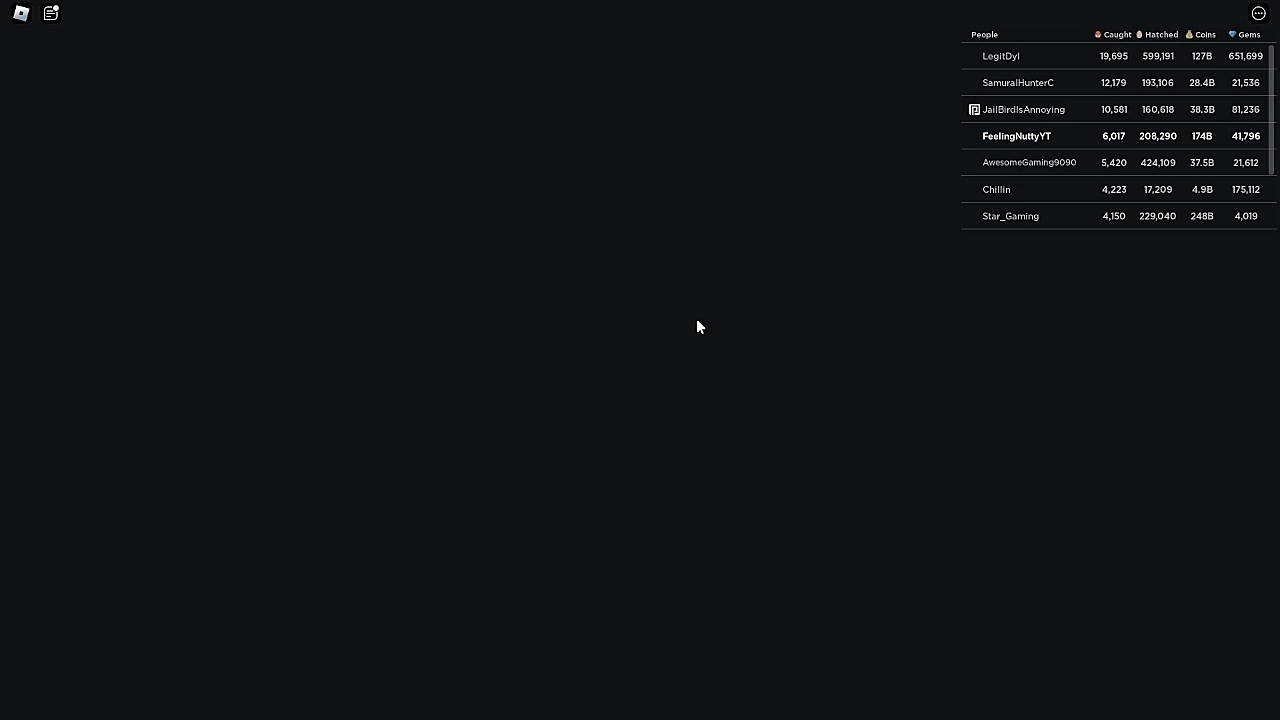 People Caught Hatched Coins Gems
LegitDyl 19,695 599,191 127B 651,699
SamuraiHunterC 12,179 193,106 28.4B 21,536
JailBirdIsAnnoying 10,581 160,618 38.3B 81,236
FeelingNuttyYT 6,017 208,290 174B 41,796
AwesomeGaming9090 5,420 424,109 37.5B 21,612
Chillin 4,223 17,209 4.9B 175,112
Star_Gaming 4,150 229,040 248B 4,019